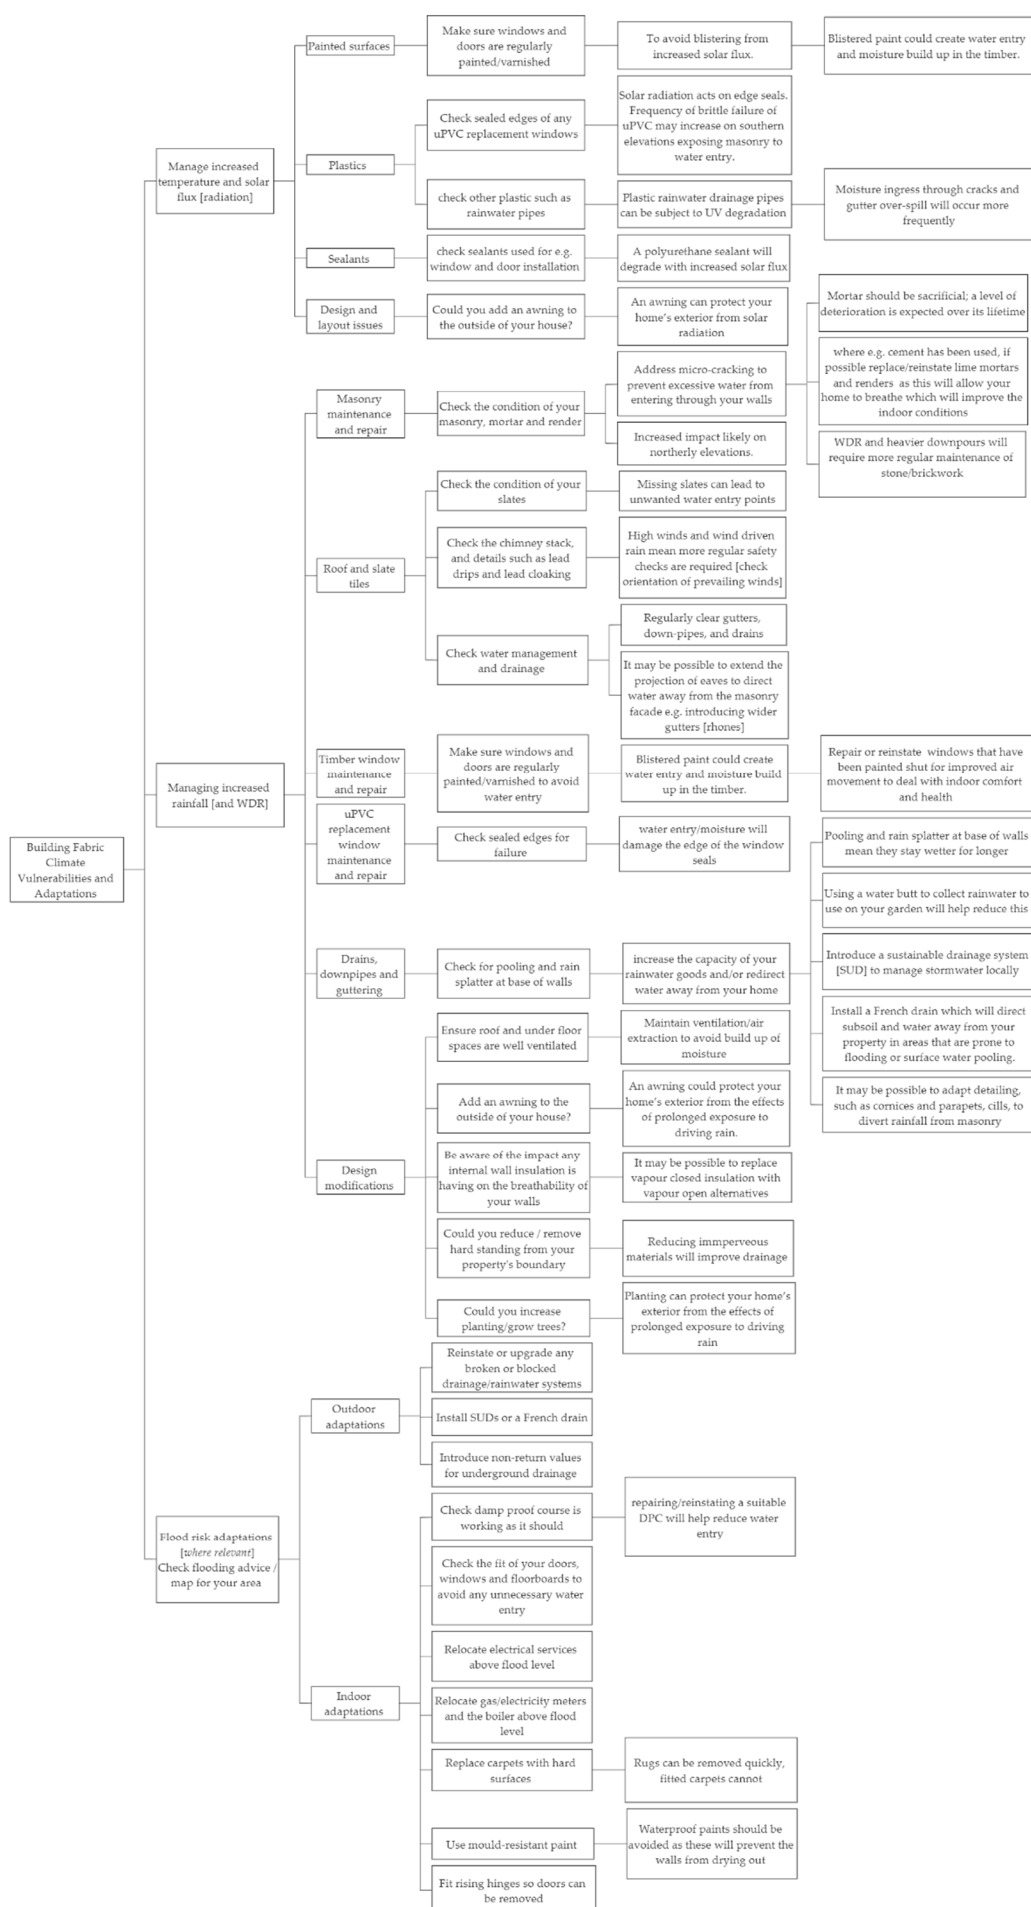 Building Fabric
Climate
Vulnerabilities and
Adaptations
Manage increased
temperature and solar
flux [radiation]
Painted surfaces
Make sure windows and
doors are regularly
painted/varnished
To avoid blistering from
increased solar flux.
Blistered paint could create water entry
and moisture build up in the timber.
Plastics
Check sealed edges of any
uPVC replacement windows
Solar radiation acts on edge seals.
Frequency of brittle failure of
uPVC may increase on southern
elevations exposing masonry to
water entry.
check other plastic such as
rainwater pipes
Plastic rainwater drainage pipes
can be subject to UV degradation
Moisture ingress through cracks and
gutter over-spill will occur more
frequently
Sealants
check sealants used for e.g.
window and door installation
A polyurethane sealant will
degrade with increased solar flux
Design and
layout issues
Could you add an awning to
the outside of your house?
An awning can protect your
home's exterior from solar
radiation
Managing increased
rainfall [and WDR]
Masonry
maintenance
and repair
Check the condition of your
masonry, mortar and render
Address micro-cracking to
prevent excessive water from
entering through your walls
Mortar should be sacrificial; a level of
deterioration is expected over its lifetime
where e.g. cement has been used, if
possible replace/reinstate lime mortars
and renders as this will allow your
home to breathe which will improve the
indoor conditions
WDR and heavier downpours will
require more regular maintenance of
stone/brickwork
Increased impact likely on
northerly elevations.
Roof and slate
tiles
Check the condition of your
slates
Missing slates can lead to
unwanted water entry points
Check the chimney stack,
and details such as lead
drips and lead cloaking
High winds and wind driven
rain mean more regular safety
checks are required [check
orientation of prevailing winds]
Check water management
and drainage
Regularly clear gutters,
down-pipes, and drains
It may be possible to extend the
projection of eaves to direct
water away from the masonry
facade e.g. introducing wider
gutters [rhones]
Timber window
maintenance
and repair
Make sure windows and
doors are regularly
painted/varnished to avoid
water entry
Blistered paint could create
water entry and moisture build
up in the timber.
Repair or reinstate windows that have
been painted shut for improved air
movement to deal with indoor comfort
and health
uPVC
replacement
window
maintenance
and repair
Check sealed edges for
failure
water entry/moisture will
damage the edge of the window
seals
Drains,
downpipes and
guttering
Check for pooling and rain
splatter at base of walls
increase the capacity of your
rainwater goods and/or redirect
water away from your home
Pooling and rain splatter at base of walls
mean they stay wetter for longer
Using a water butt to collect rainwater to
use on your garden will help reduce this
Introduce a sustainable drainage system
[SUD] to manage stormwater locally
Install a French drain which will direct
subsoil and water away from your
property in areas that are prone to
flooding or surface water pooling.
It may be possible to adapt detailing,
such as cornices and parapets, cills, to
divert rainfall from masonry
Design
modifications
Ensure roof and under floor
spaces are well ventilated
Maintain ventilation/air
extraction to avoid build up of
moisture
Add an awning to the
outside of your house?
An awning could protect your
home's exterior from the effects
of prolonged exposure to
driving rain.
Be aware of the impact any
internal wall insulation is
having on the breathability of
your walls
It may be possible to replace
vapour closed insulation with
vapour open alternatives
Could you reduce / remove
hard standing from your
property's boundary
Reducing immperveous
materials will improve drainage
Could you increase
planting/grow trees?
Planting can protect your home's
exterior from the effects of
prolonged exposure to driving
rain
Flood risk adaptations
[where relevant]
Check flooding advice /
map for your area
Outdoor
adaptations
Reinstate or upgrade any
broken or blocked
drainage/rainwater systems
Install SUDs or a French drain
Introduce non-return values
for underground drainage
Indoor
adaptations
Check damp proof course is
working as it should
repairing/reinstating a suitable
DPC will help reduce water
entry
Check the fit of your doors,
windows and floorboards to
avoid any unnecessary water
entry
Relocate electrical services
above flood level
Relocate gas/electricity meters
and the boiler above flood
level
Replace carpets with hard
surfaces
Rugs can be removed quickly,
fitted carpets cannot
Use mould-resistant paint
Waterproof paints should be
avoided as these will prevent the
walls from drying out
Fit rising hinges so doors can
be removed